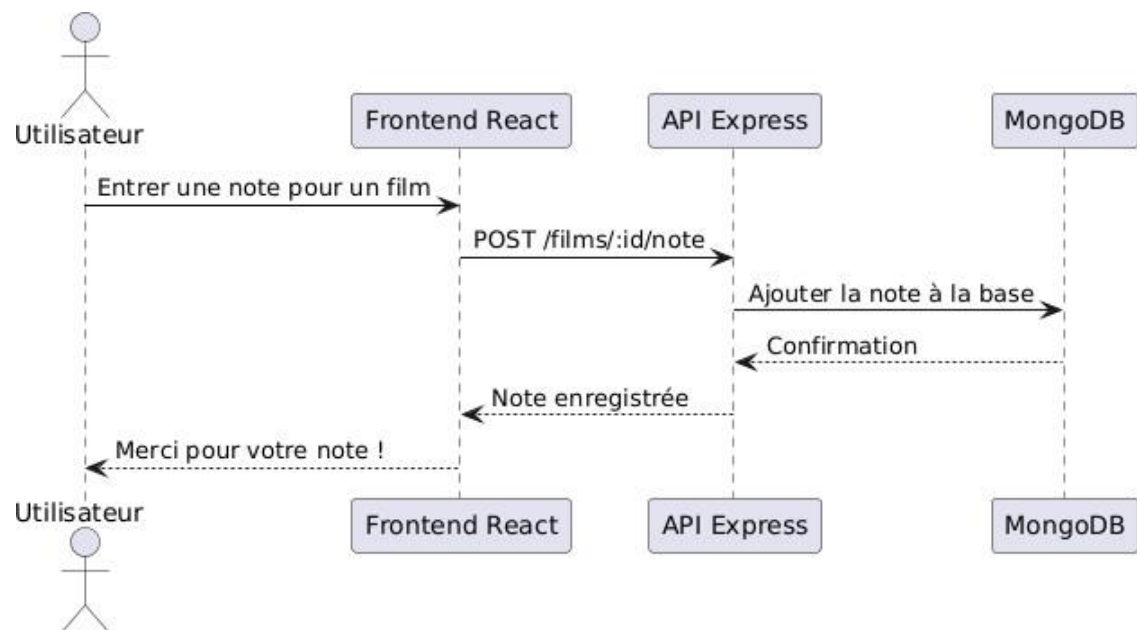 Utilisateur
Frontend React
API Express
MongoDB
Entrer une note pour un film
POST /films/:id/note
Ajouter la note à la base
Confirmation
Note enregistrée
Merci pour votre note !
Utilisateur
Frontend React
API Express
MongoDB